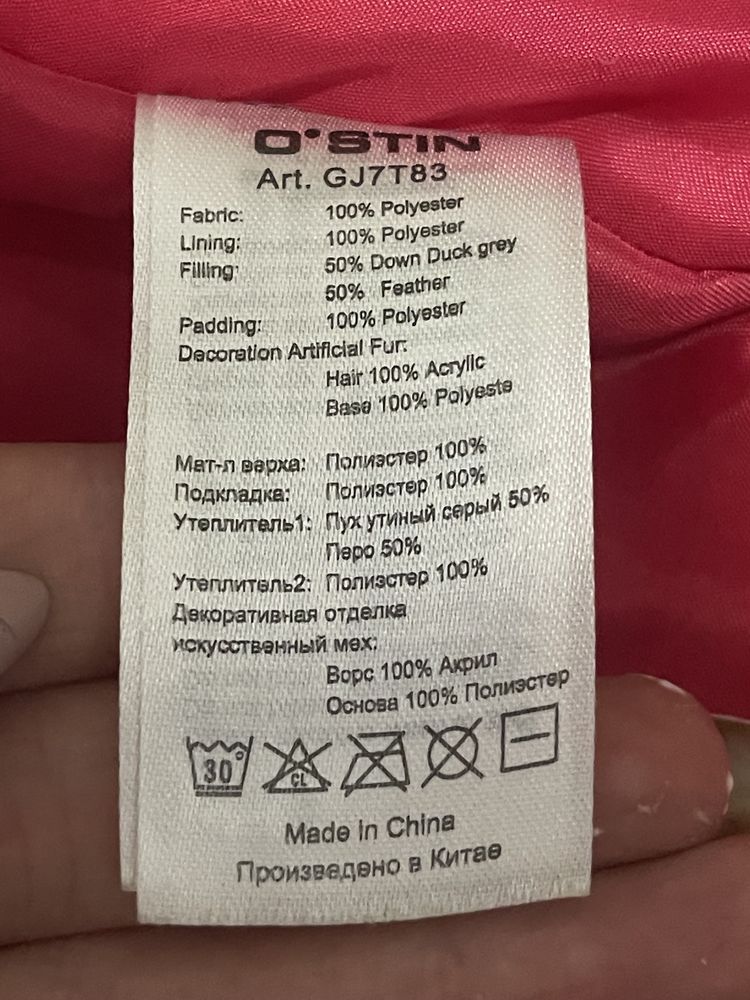 O'STIN
Art. GJ7T83
Fabric: 100% Polyester
Lining: 100% Polyester
Filling: 50% Down Duck grey
50% Feather
Padding: 100% Polyester
Decoration Artificial Fur:
Hair 100% Acrylic
Base 100% Polyeste
Мат-л верха: Полиэстер 100%
Подкладка: Полиэстер 100%
Утеплитель1: Пух утиный серый 50%
Перо 50%
Утеплитель2: Полиэстер 100%
Декоративная отделка
искусственный мех:
Ворс 100% Акрил
Основа 100% Полиэстер
30° CL
Made in China
Произведено в Китае